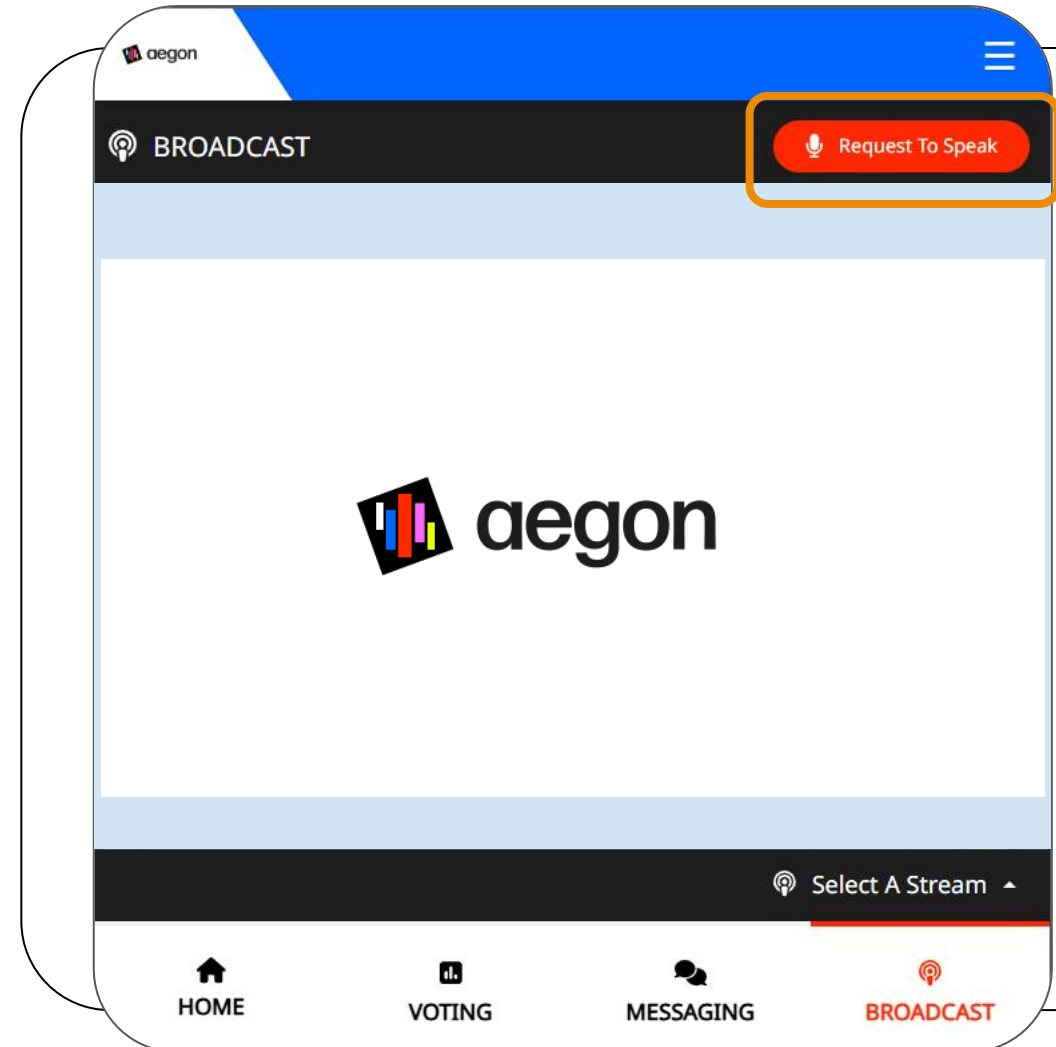 aegon
BROADCAST
Request To Speak
aegon
Select A Stream
HOME
VOTING
MESSAGING
BROADCAST